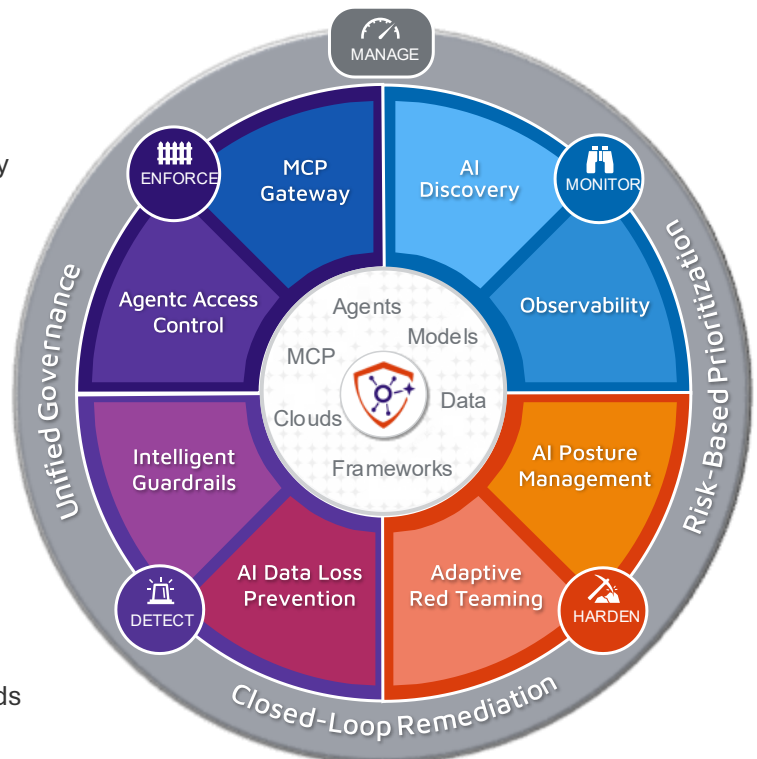 MANAGE
y
ENFORCE
MCP
Gateway
AI
Discovery
MONITOR
Agentc Access
Control
Observability
Agents
Models
MCP
Data
Clouds
Frameworks
Unified Governance
Risk-Based Prioritization
Intelligent
Guardrails
AI Posture
Management
AI Data Loss
Prevention
Adaptive
Red Teaming
DETECT
HARDEN
ds
Closed-Loop Remediation